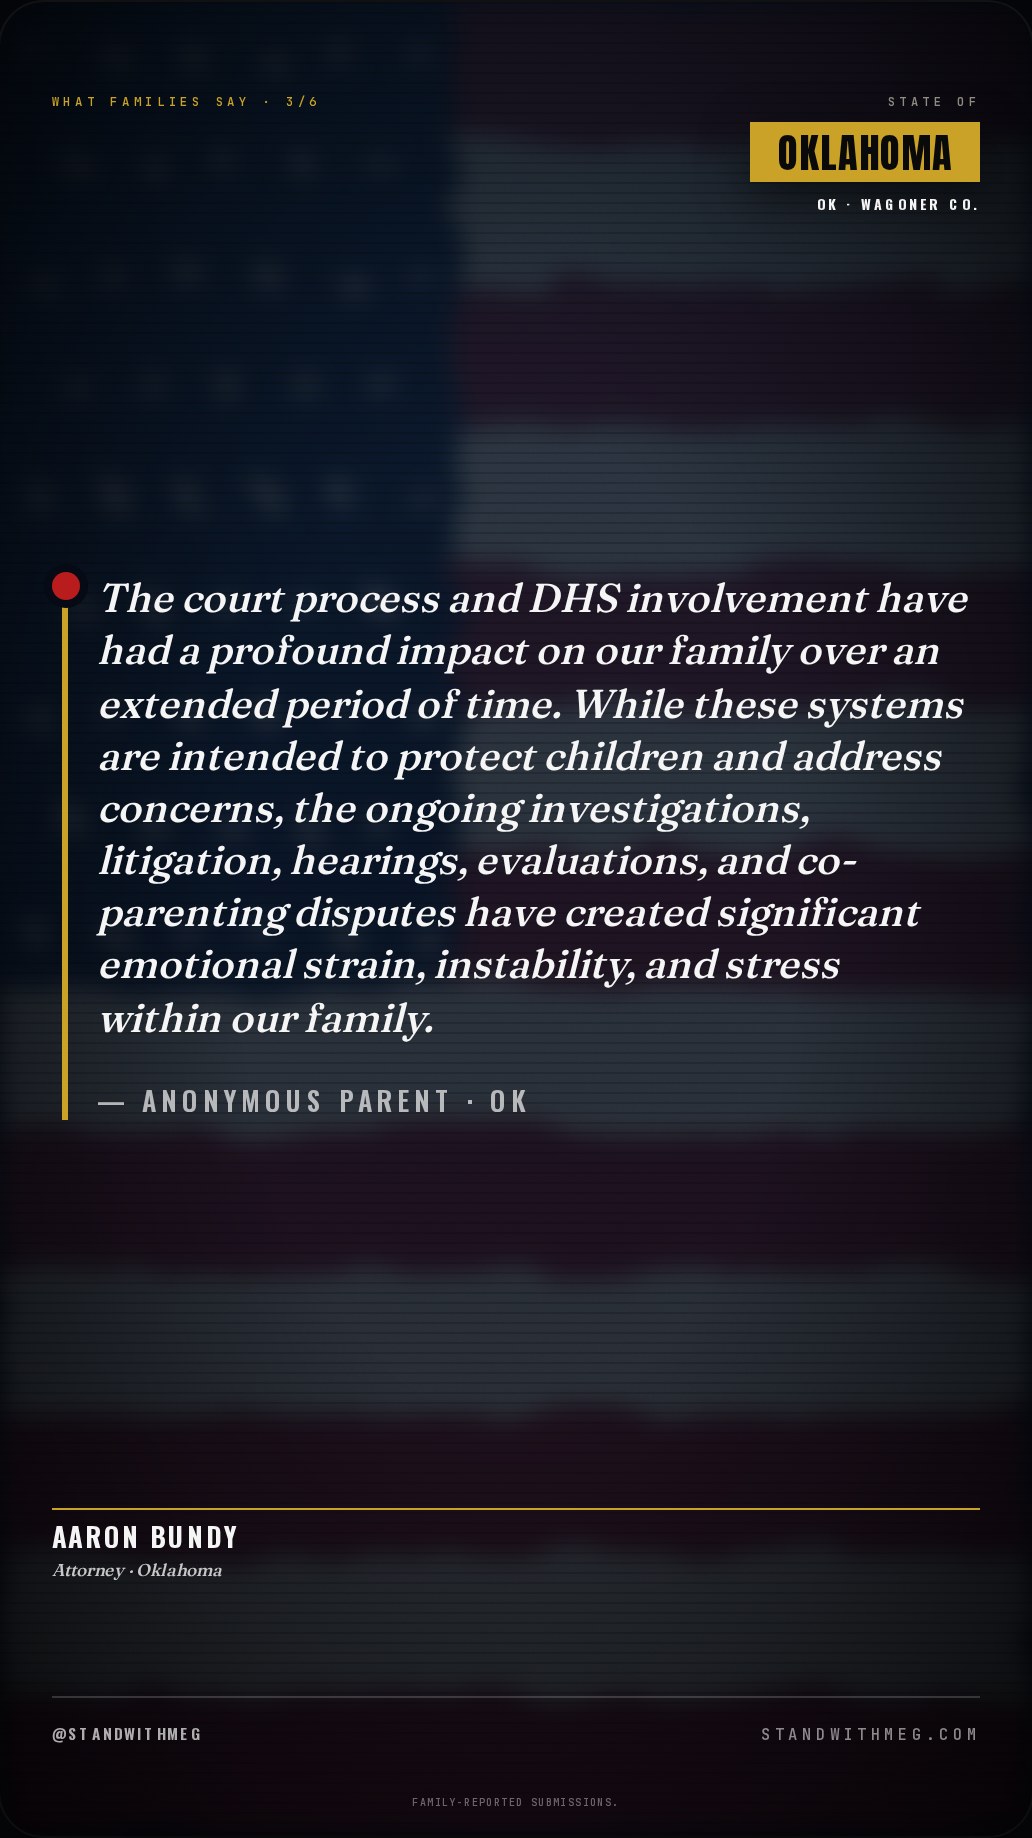 WHAT FAMILIES SAY · 3/6
STATE OF
OKLAHOMA
OK · WAGONER CO.
The court process and DHS involvement have
had a profound impact on our family over an
extended period of time. While these systems
are intended to protect children and address
concerns, the ongoing investigations,
litigation, hearings, evaluations, and co-
parenting disputes have created significant
emotional strain, instability, and stress
within our family.
— ANONYMOUS PARENT · OK
AARON BUNDY
Attorney · Oklahoma
@STANDWITHMEG
STANDWITHMEG.COM
FAMILY-REPORTED SUBMISSIONS.